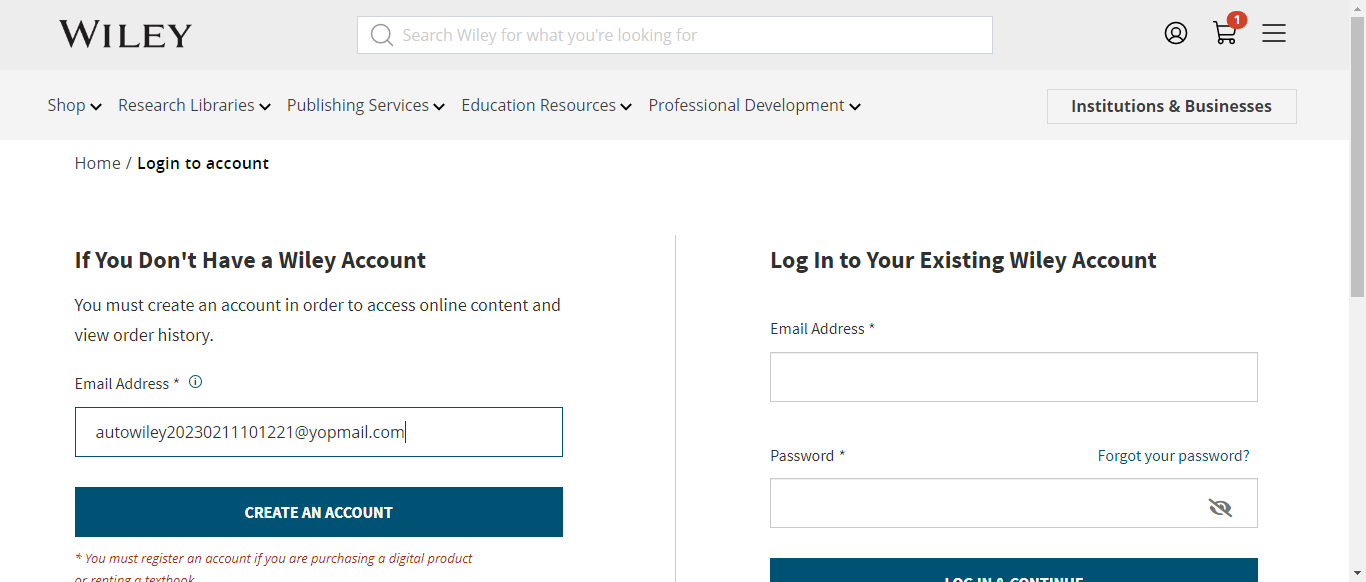 WILEY
Search Wiley for what you're looking for
1
Shop Research Libraries Publishing Services Education Resources Professional Development
Institutions & Businesses
Home / Login to account
If You Don't Have a Wiley Account
You must create an account in order to access online content and
view order history.
Email Address *
autowiley20230211101221@yopmail.com
CREATE AN ACCOUNT
* You must register an account if you are purchasing a digital product
or renting a textbook
Log In to Your Existing Wiley Account
Email Address *
Password *
Forgot your password?
LOG IN & CONTINUE